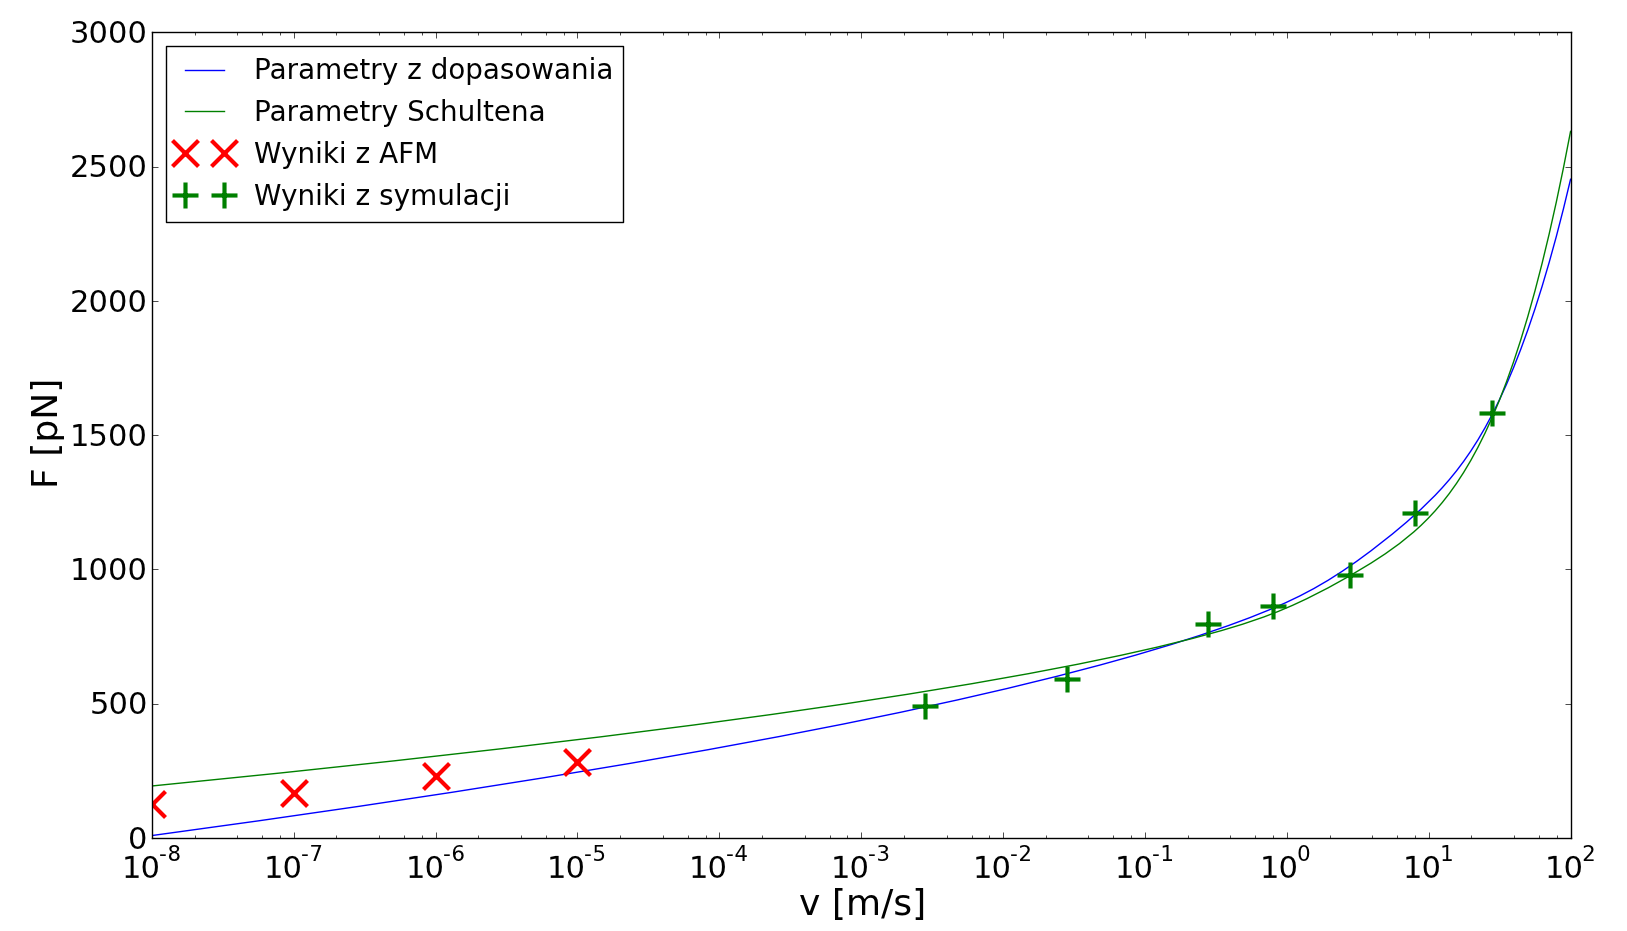 3000
2500
2000
1500
1000
500
0
F [pN]
Parametry z dopasowania
Parametry Schultena
Wyniki z AFM
Wyniki z symulacji
10^-8 10^-7 10^-6 10^-5 10^-4 10^-3 10^-2 10^-1 10^0 10^1 10^2
v [m/s]